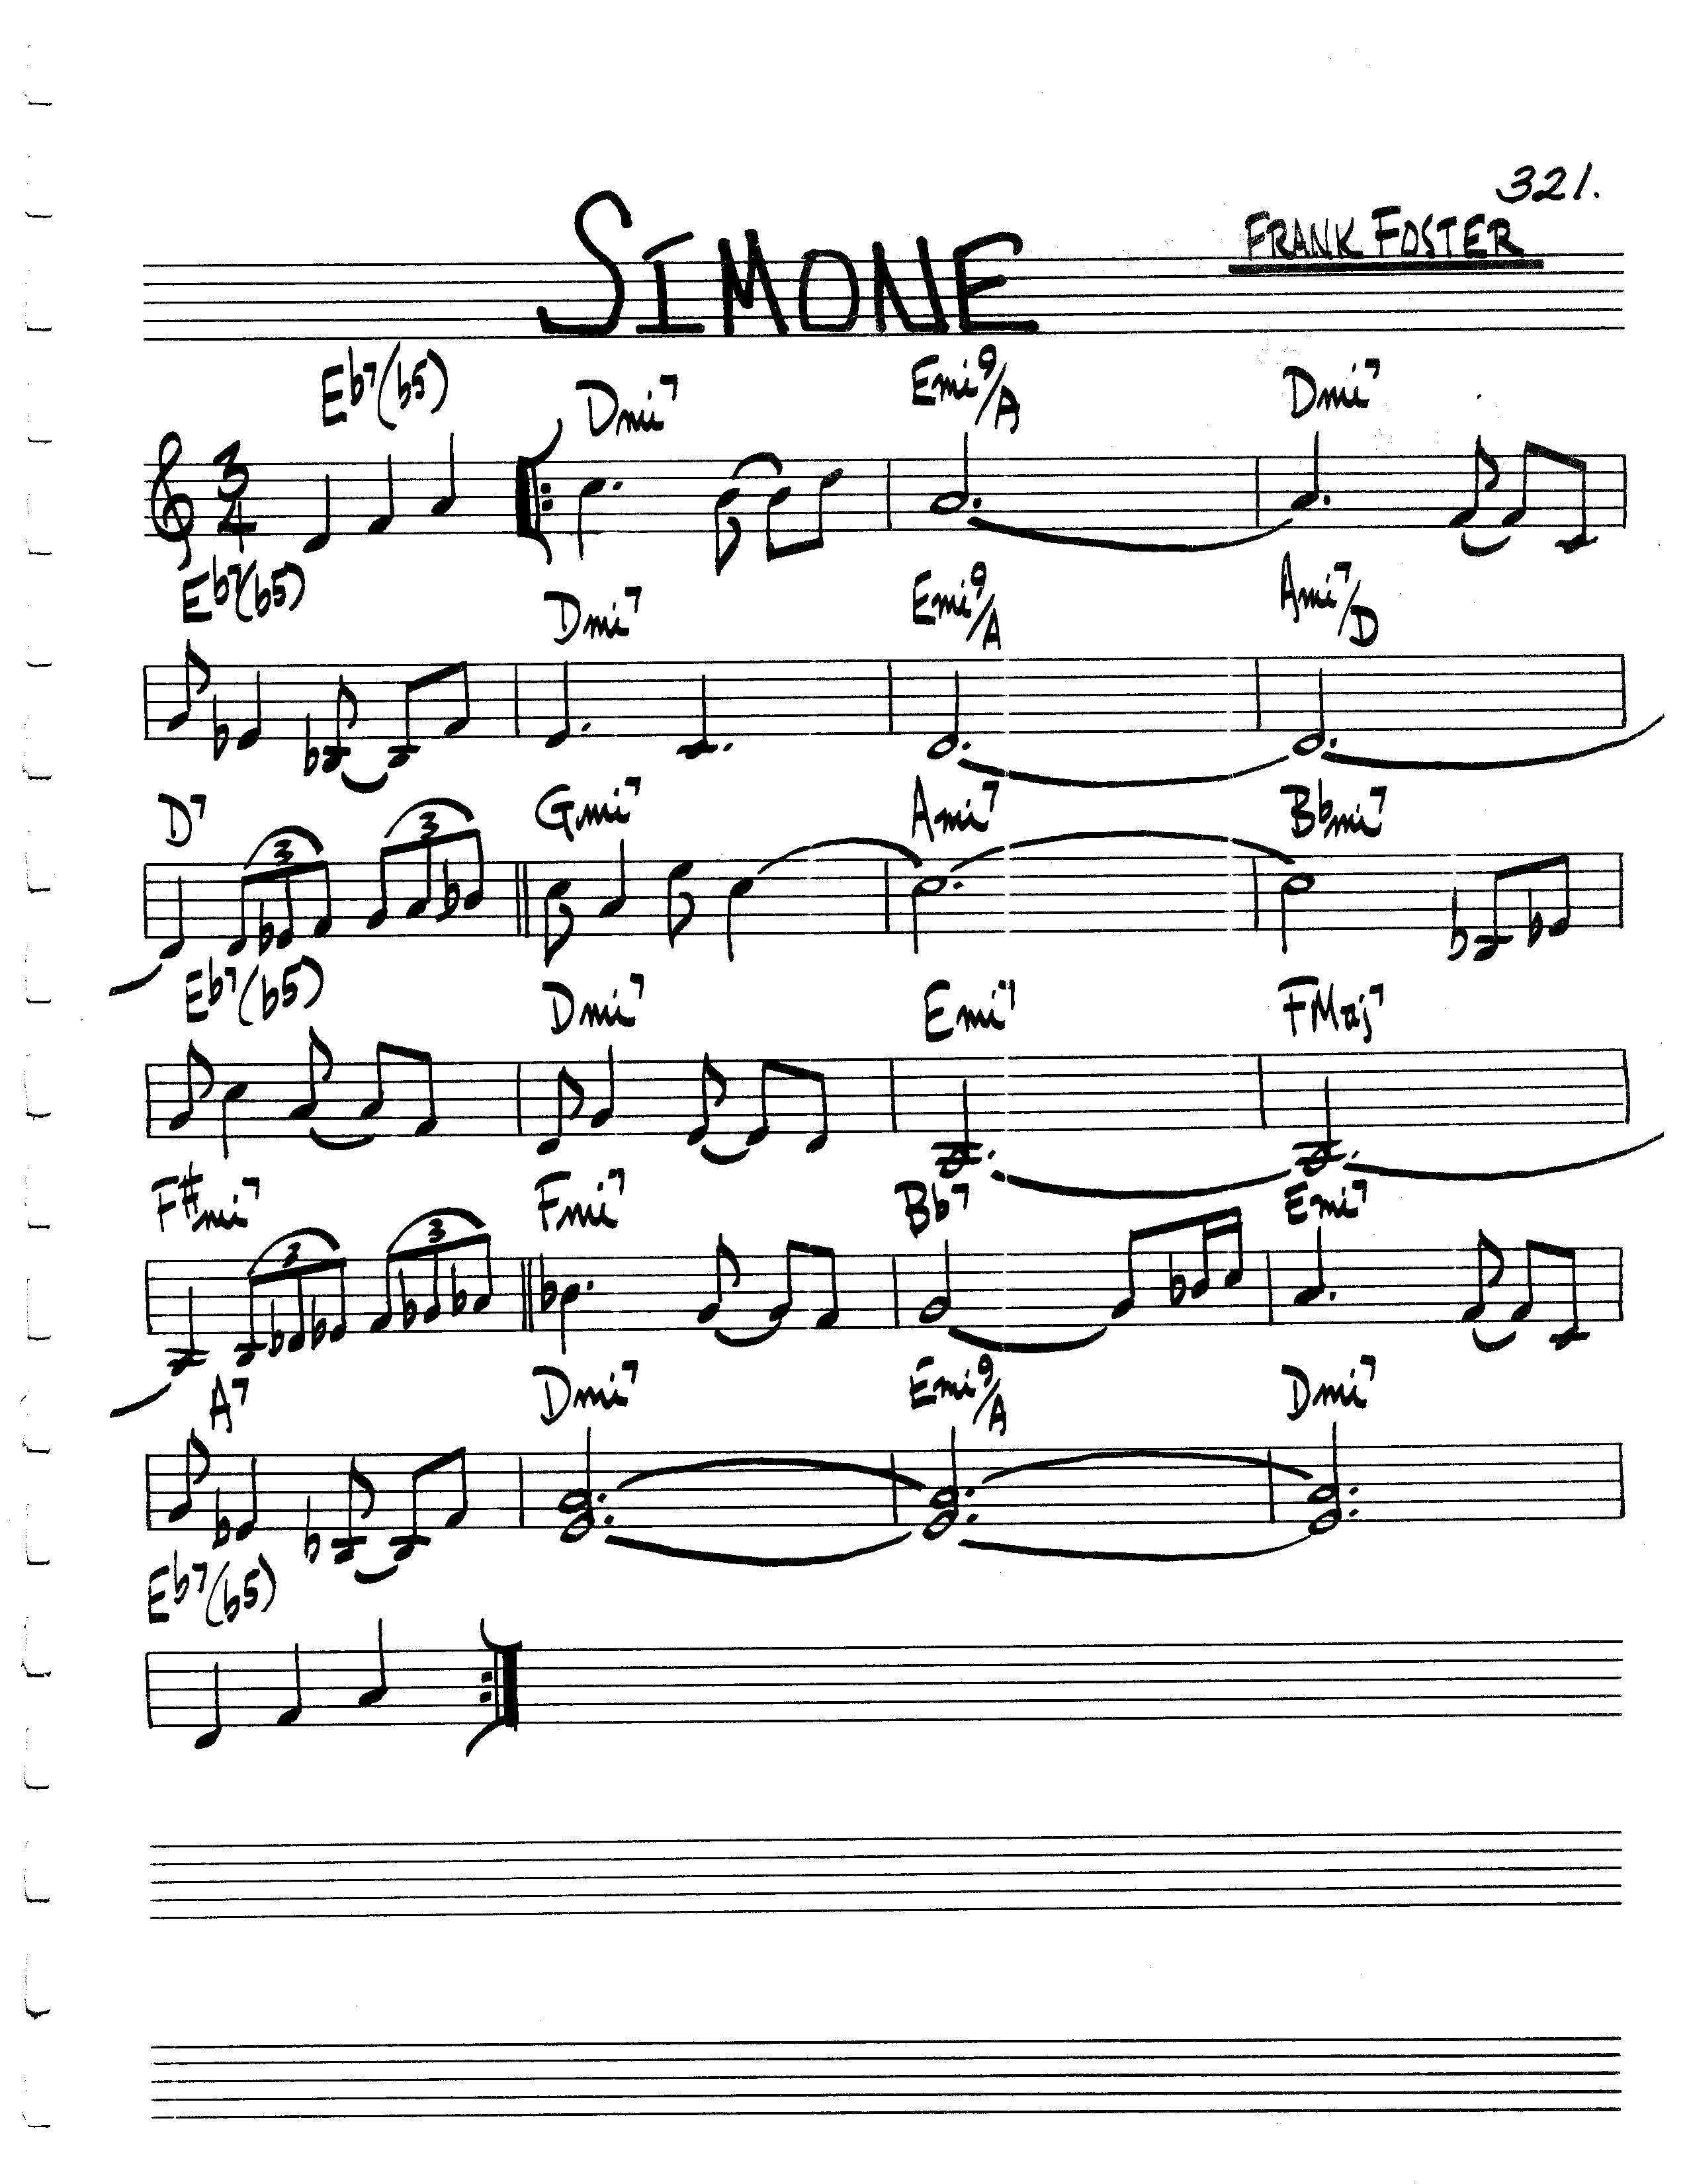 321.
SIMONE
FRANK FOSTER
Eb7(b5) Dmi7 Emi9/A Dmi7
3
4
Eb7(b5) Dmi7 Emi9/A Ami7/D
D7 Gmi7 Ami7 Bbmi7
3 3
Eb7(b5) Dmi7 Emi7 FMaj7
F#mi7 Fmi7 Bb7 Emi7
3 3
A7 Dmi7 Emi9/A Dmi7
Eb7(b5)